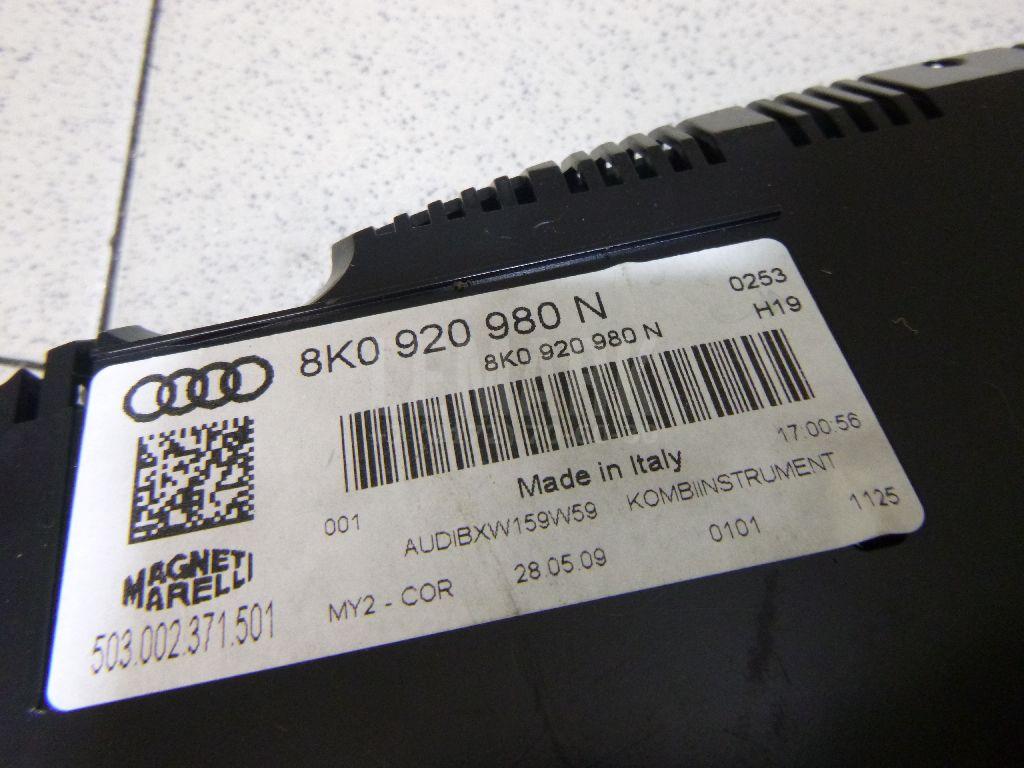 8K0 920 980 N
0253
8K0 920 980 N
H19
17:00:56
Made in Italy
001
AUDIBXW159W59 KOMBIINSTRUMENT
MAGNETI
MARELLI
MY2 - COR 28.05.09 0101 1125
503.002.371.501